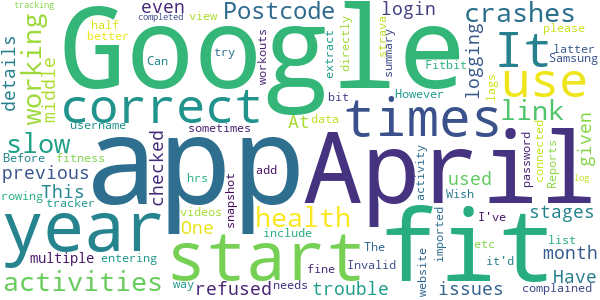 half better even Postcode login crashes
details working middle Google logging It please view try directly strava summary latter Samsung
Can extract workouts Fitbit However bit
username correct times use link
At data lags
slow sometimes app April password connected Reports given
Before fitness hrs snapshot add used Wish
previous This checked activity I've stages
rowing tracker year videos health imported list month
One start fit website etc it'd
activities include The Invalid issues Have log
multiple entering refused trouble
tracking completed way fine needs complained